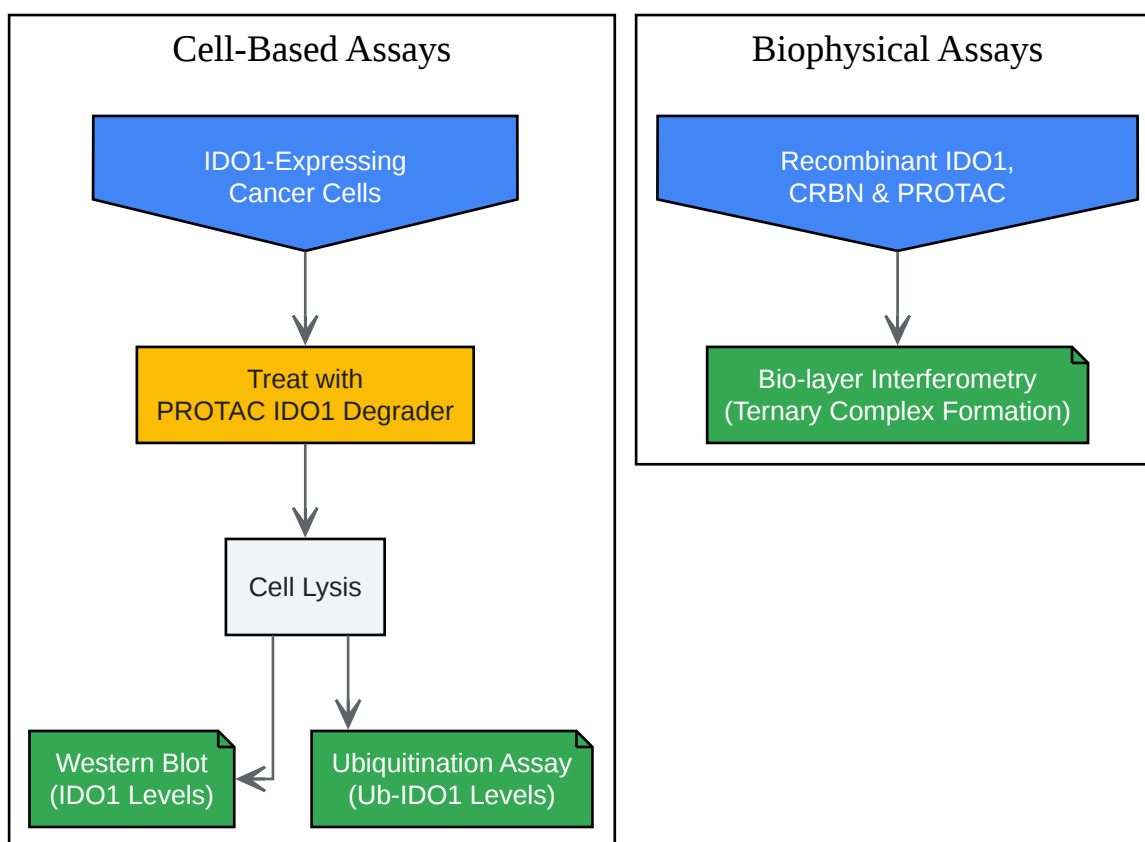 Cell-Based Assays
IDO1-Expressing
Cancer Cells
Treat with
PROTAC IDO1 Degrader
Cell Lysis
Western Blot
(IDO1 Levels)
Ubiquitination Assay
(Ub-IDO1 Levels)
Biophysical Assays
Recombinant IDO1,
CRBN & PROTAC
Bio-layer Interferometry
(Ternary Complex Formation)